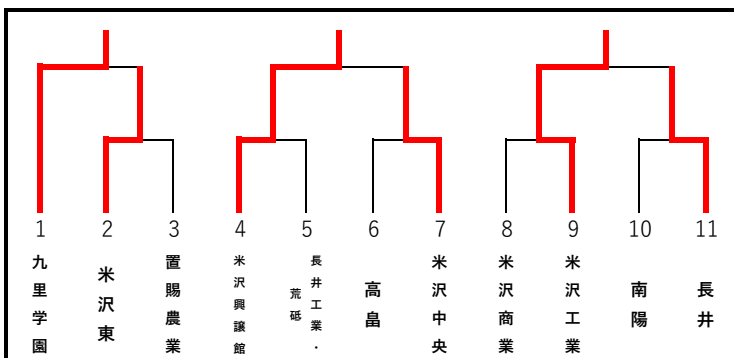 1 2 3 4 5 6 7 8 9 10 11
九里学園
米沢東
置賜農業
米沢興譲館
長井工業・
荒砥
高畠
米沢中央
米沢商業
米沢工業
南陽
長井